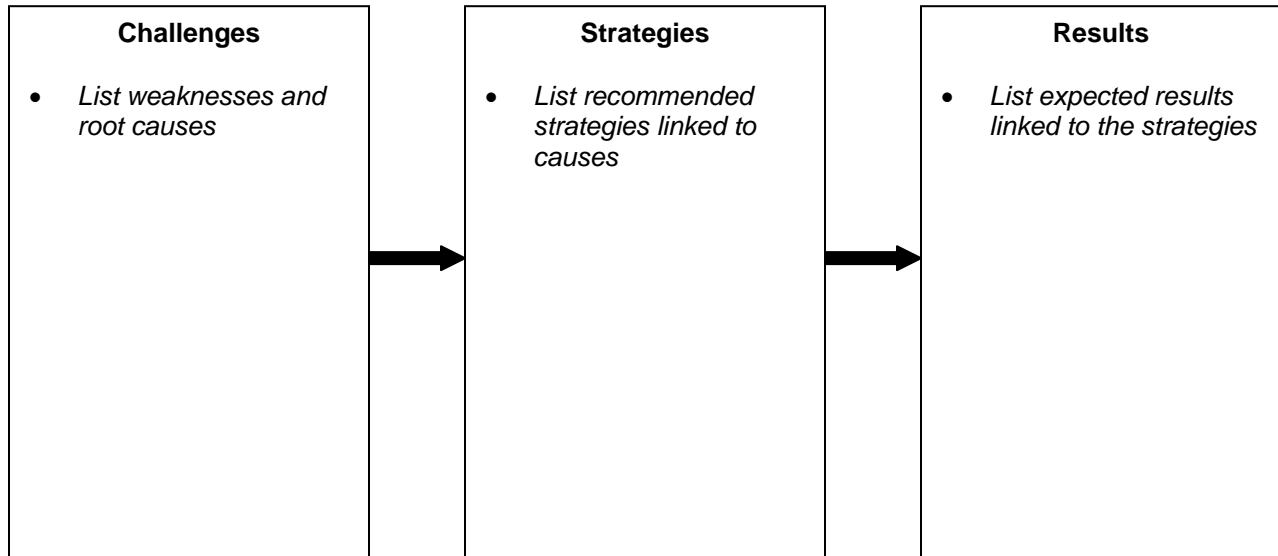 Challenges
• List weaknesses and
root causes
Strategies
• List recommended
strategies linked to
causes
Results
• List expected results
linked to the strategies